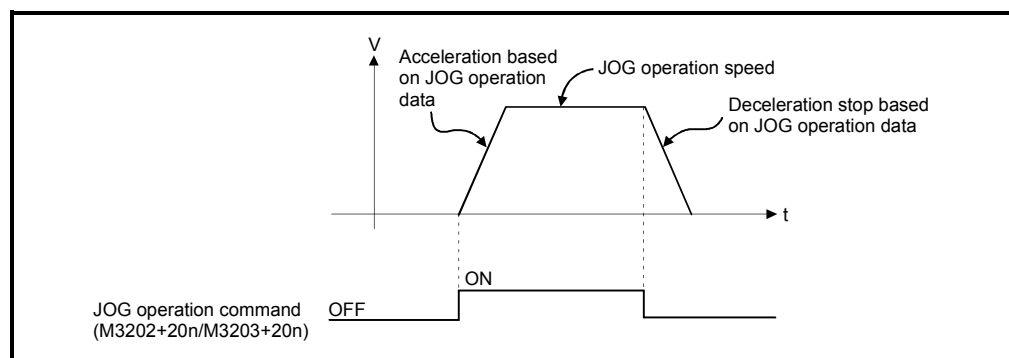 V
Acceleration based
on JOG operation
data
JOG operation speed
Deceleration stop based
on JOG operation data
t
ON
JOG operation command
(M3202+20n/M3203+20n)
OFF